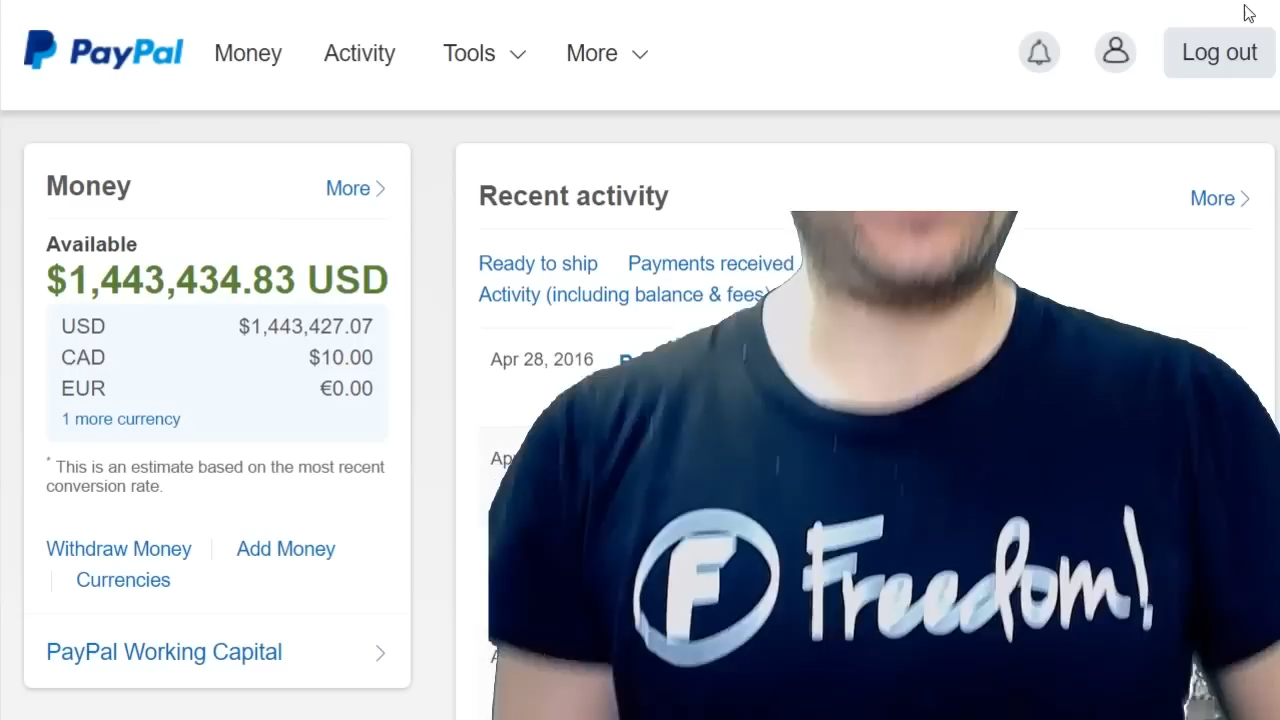 PayPal Money Activity Tools More Log out
Money More
Available
$1,443,434.83 USD
USD $1,443,427.07
CAD $10.00
EUR €0.00
1 more currency
* This is an estimate based on the most recent
conversion rate.
Withdraw Money Add Money
Currencies
PayPal Working Capital
Recent activity More
Ready to ship Payments received
Activity (including balance & fees)
Apr 28, 2016
F Freedom!